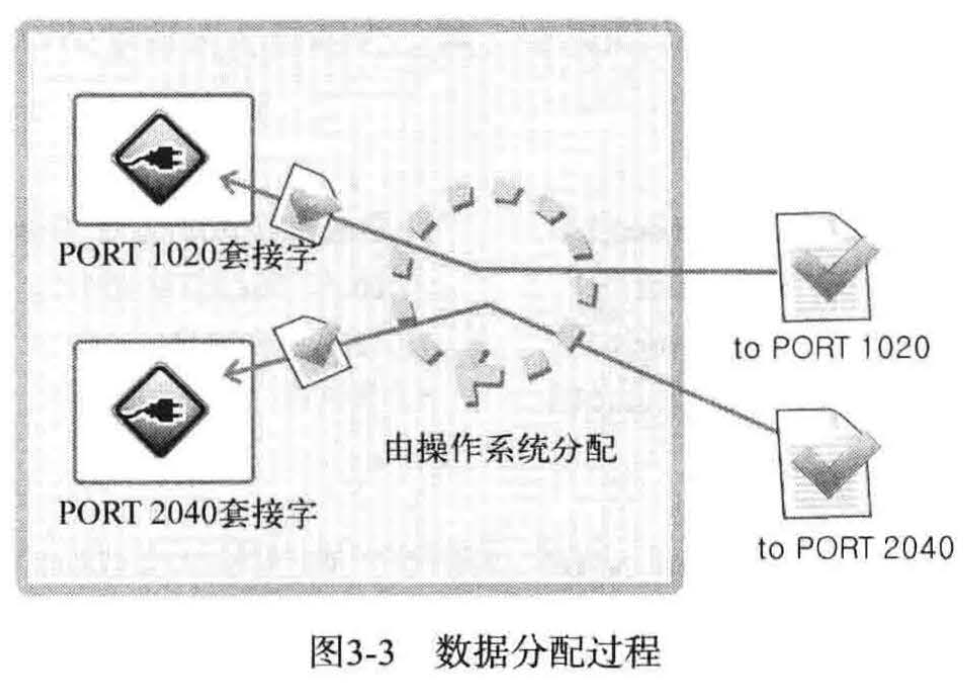 PORT 1020套接字
to PORT 1020
由操作系统分配
PORT 2040套接字
to PORT 2040
图3-3 数据分配过程